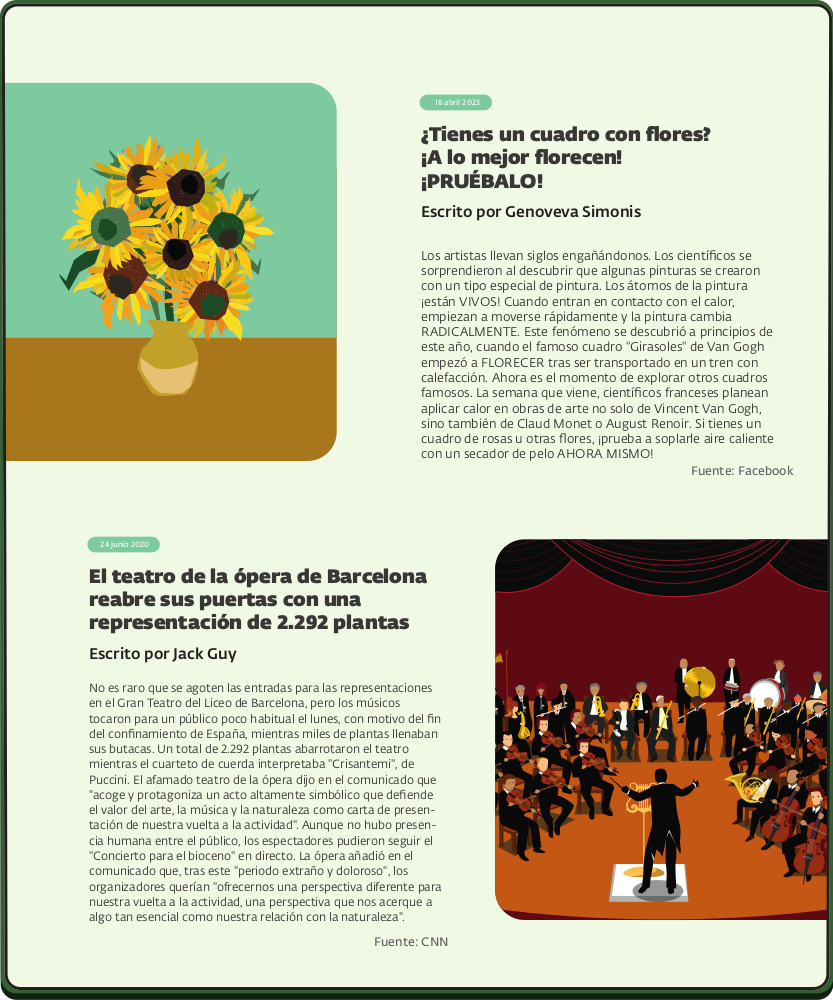 18 abril 2023
¿Tienes un cuadro con flores?
¡A lo mejor florecen!
¡PRUÉBALO!
Escrito por Genoveva Simonis
Los artistas llevan siglos engañándonos. Los científicos se
sorprendieron al descubrir que algunas pinturas se crearon
con un tipo especial de pintura. Los átomos de la pintura
¡están VIVOS! Cuando entran en contacto con el calor,
empiezan a moverse rápidamente y la pintura cambia
RADICALMENTE. Este fenómeno se descubrió a principios de
este año, cuando el famoso cuadro "Girasoles" de Van Gogh
empezó a FLORECER tras ser transportado en un tren con
calefacción. Ahora es el momento de explorar otros cuadros
famosos. La semana que viene, científicos franceses planean
aplicar calor en obras de arte no solo de Vincent Van Gogh,
sino también de Claud Monet o August Renoir. Si tienes un
cuadro de rosas u otras flores, ¡prueba a soplarle aire caliente
con un secador de pelo AHORA MISMO!
Fuente: Facebook
24 junio 2020
El teatro de la ópera de Barcelona
reabre sus puertas con una
representación de 2.292 plantas
Escrito por Jack Guy
No es raro que se agoten las entradas para las representaciones
en el Gran Teatro del Liceo de Barcelona, pero los músicos
tocaron para un público poco habitual el lunes, con motivo del fin
del confinamiento de España, mientras miles de plantas llenaban
sus butacas. Un total de 2.292 plantas abarrotaron el teatro
mientras el cuarteto de cuerda interpretaba "Crisantemi", de
Puccini. El afamado teatro de la ópera dijo en el comunicado que
"acoge y protagoniza un acto altamente simbólico que defiende
el valor del arte, la música y la naturaleza como carta de presen-
tación de nuestra vuelta a la actividad". Aunque no hubo presen-
cia humana entre el público, los espectadores pudieron seguir el
"Concierto para el bioceno" en directo. La ópera añadió en el
comunicado que, tras este "periodo extraño y doloroso", los
organizadores querían "ofrecernos una perspectiva diferente para
nuestra vuelta a la actividad, una perspectiva que nos acerque a
algo tan esencial como nuestra relación con la naturaleza".
Fuente: CNN